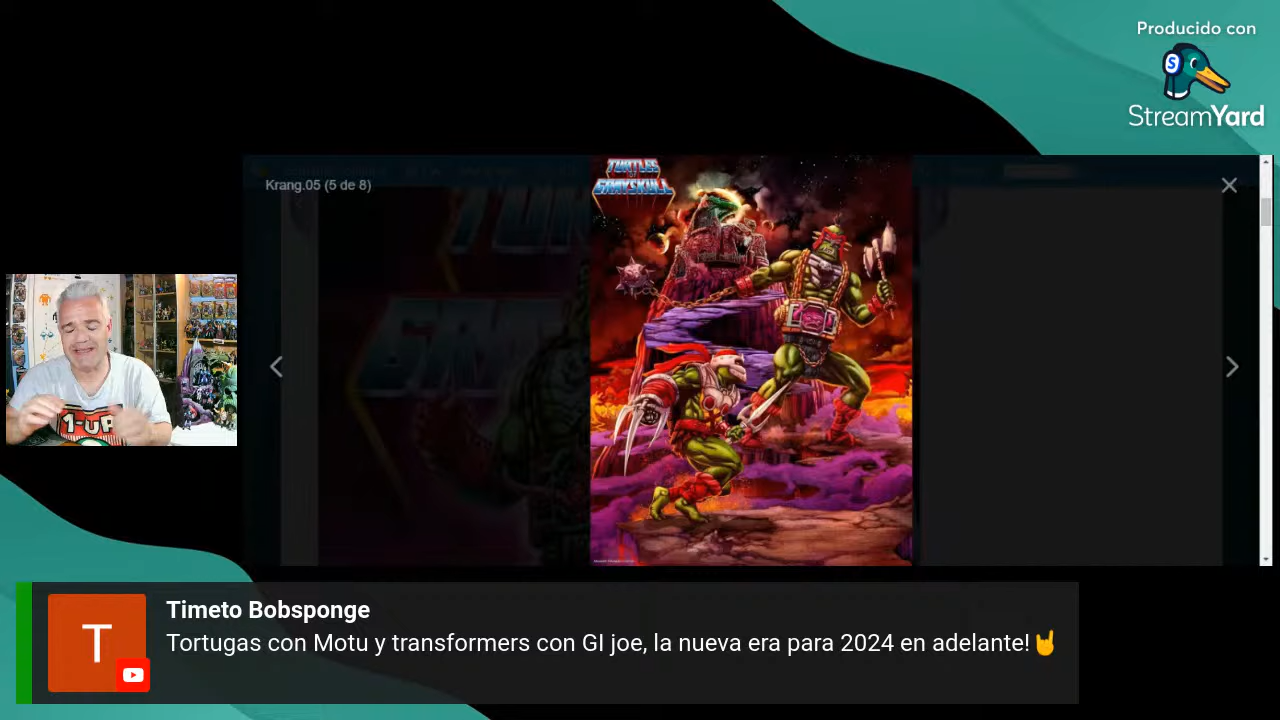 Producido con
S
StreamYard
Krang.05 (5 de 8)
TURTLES
OF
GRAYSKULL
1-UP
T
Timeto Bobsponge
Tortugas con Motu y transformers con GI joe, la nueva era para 2024 en adelante!🤘